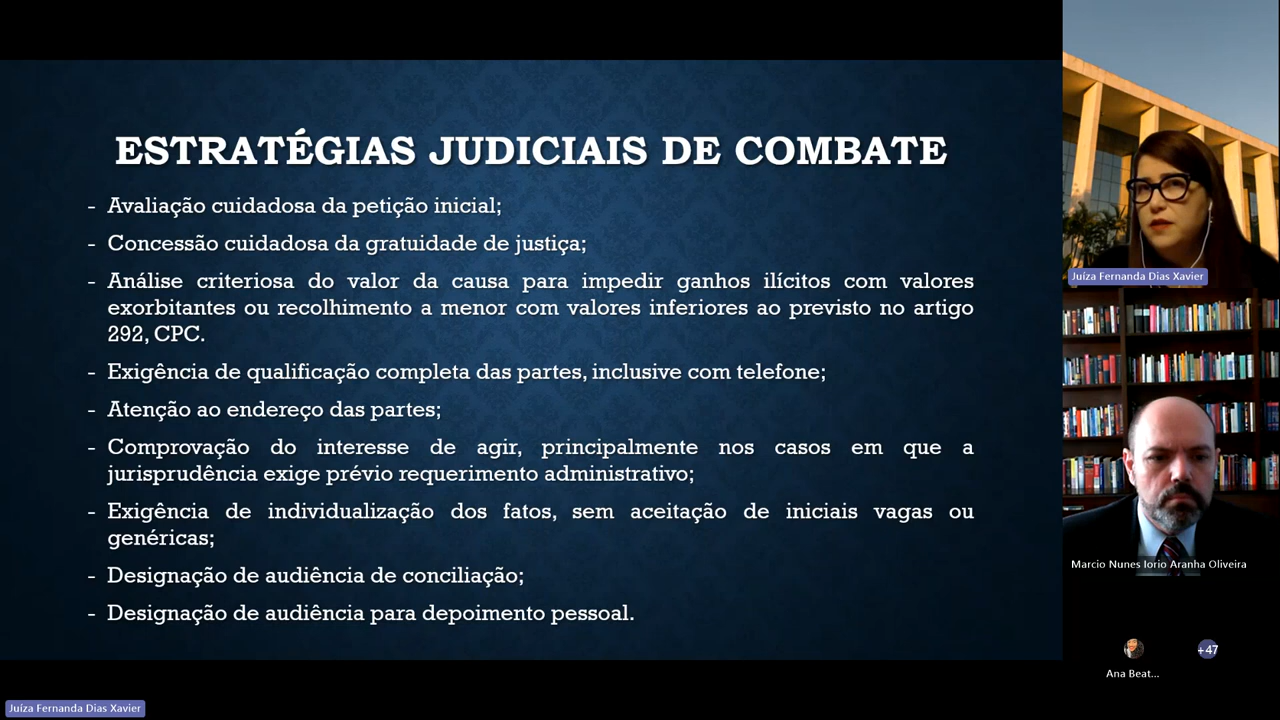 ESTRATÉGIAS JUDICIAIS DE COMBATE
- Avaliação cuidadosa da petição inicial;
- Concessão cuidadosa da gratuidade de justiça;
- Análise criteriosa do valor da causa para impedir ganhos ilícitos com valores
exorbitantes ou recolhimento a menor com valores inferiores ao previsto no artigo
292, CPC.
- Exigência de qualificação completa das partes, inclusive com telefone;
- Atenção ao endereço das partes;
- Comprovação do interesse de agir, principalmente nos casos em que a
jurisprudência exige prévio requerimento administrativo;
- Exigência de individualização dos fatos, sem aceitação de iniciais vagas ou
genéricas;
- Designação de audiência de conciliação;
- Designação de audiência para depoimento pessoal.
Juíza Fernanda Dias Xavier
Marcio Nunes Iorio Aranha Oliveira
+47
Ana Beat...
Juíza Fernanda Dias Xavier